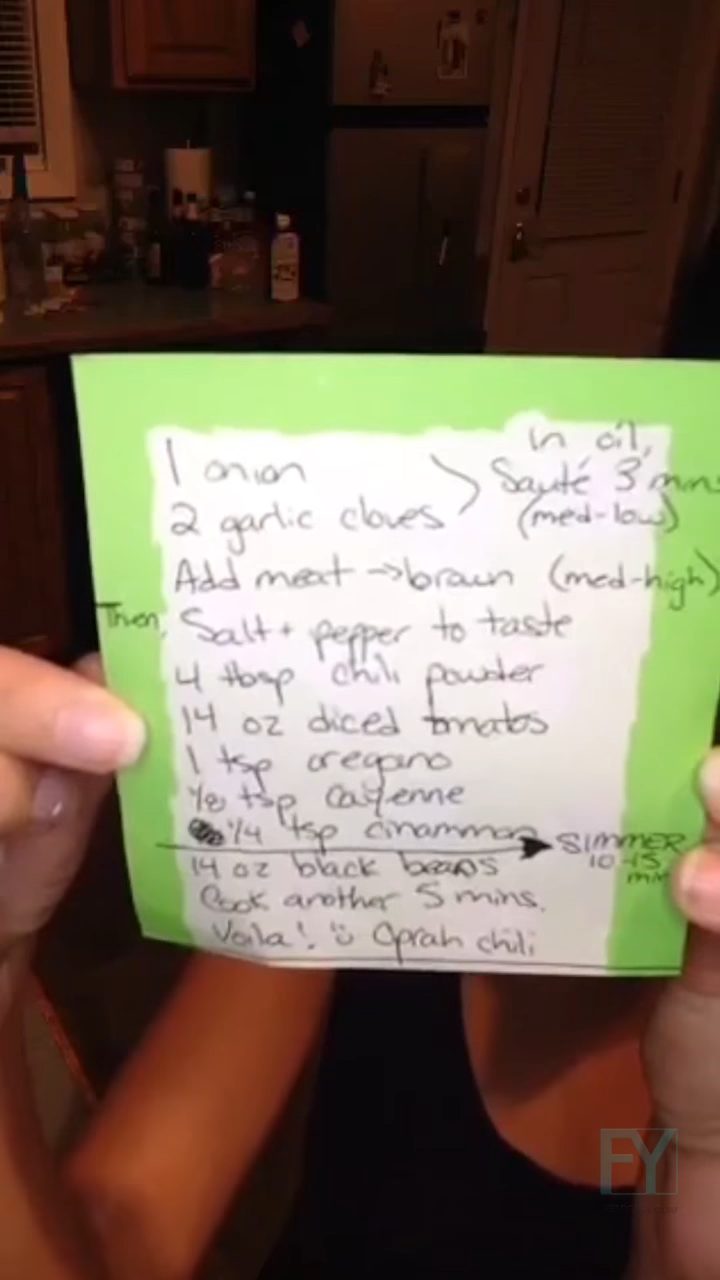 in oil,
1 onion Sauté 3 mins
2 garlic cloves (med-low)
Add meat → brown (med-high)
Then, Salt + pepper to taste
4 tbsp chili powder
14 oz diced tmatos
1 tsp oregano
1/8 tsp Cayenne
1/4 tsp cinammon SIMMER
10-15
min
14 oz black beans
Cook another 5 mins.
Voila! Oprah chili
FY